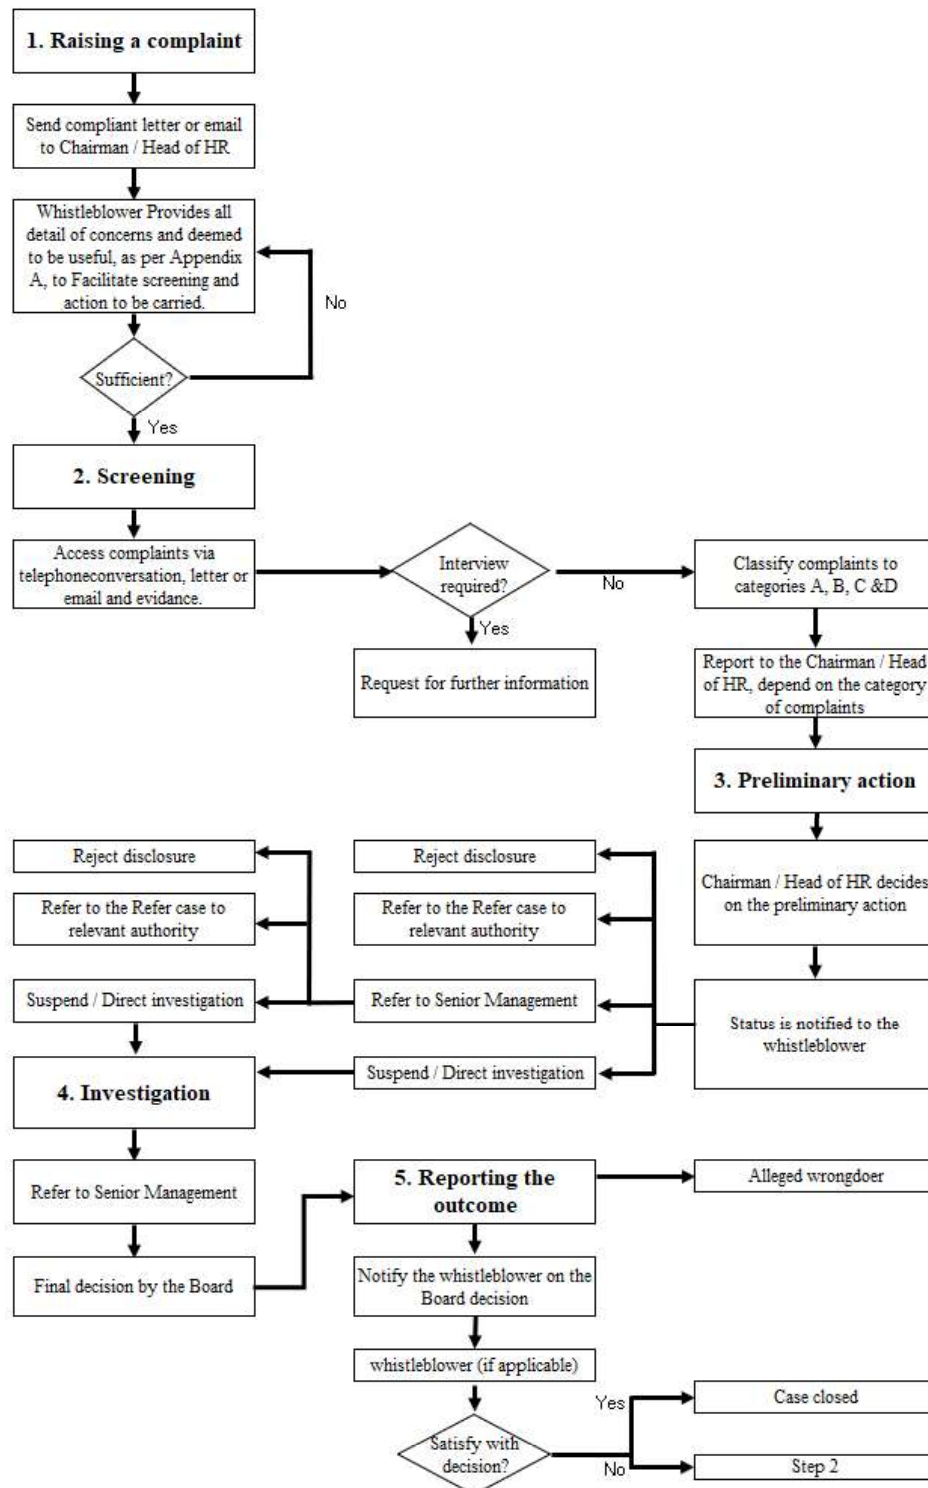 1. Raising a complaint
Send compliant letter or email
to Chairman / Head of HR
Whistleblower Provides all
detail of concerns and deemed
to be useful, as per Appendix
A, to Facilitate screening and
action to be carried.
No
Sufficient?
Yes
2. Screening
Access complaints via
telephoneconversation, letter or
email and evidence.
Interview
required?
No
Yes
Request for further information
Classify complaints to
categories A, B, C &D
Report to the Chairman / Head
of HR, depend on the category
of complaints
3. Preliminary action
Chairman / Head of HR decides
on the preliminary action
Status is notified to the
whistleblower
Reject disclosure
Refer to the Refer case to
relevant authority
Refer to Senior Management
Suspend / Direct investigation
Reject disclosure
Refer to the Refer case to
relevant authority
Suspend / Direct investigation
4. Investigation
Refer to Senior Management
Final decision by the Board
5. Reporting the
outcome
Alleged wrongdoer
Notify the whistleblower on the
Board decision
whistleblower (if applicable)
Satisfy with
decision?
Yes
Case closed
No
Step 2